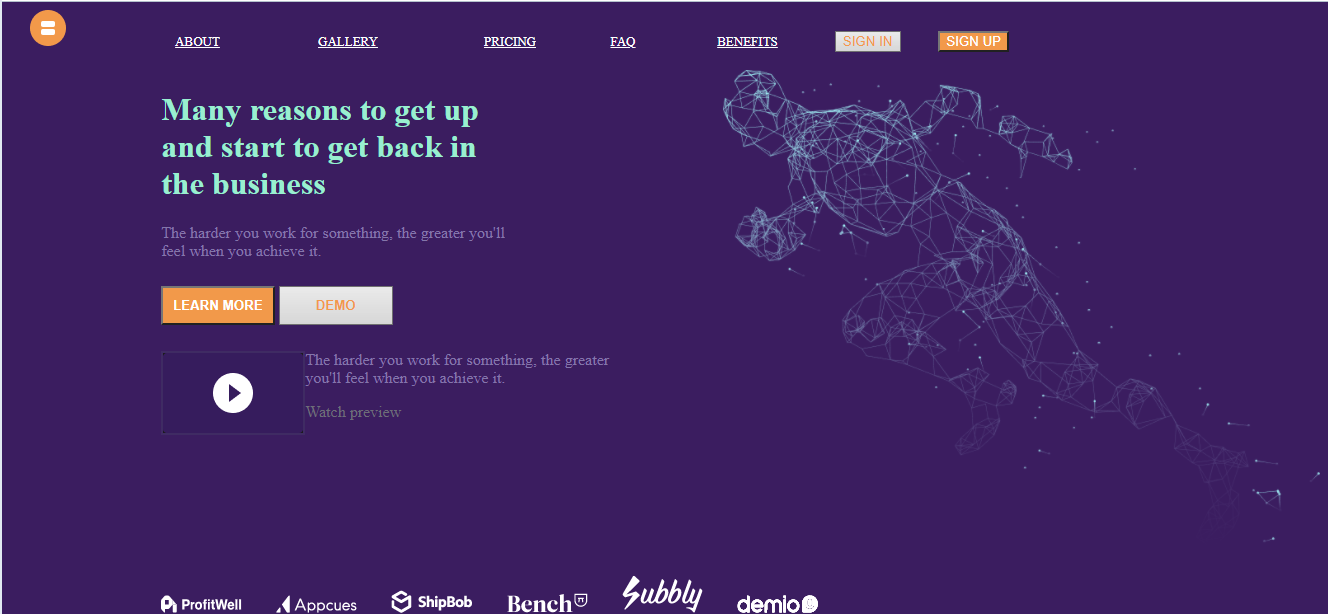 ABOUT GALLERY PRICING FAQ BENEFITS SIGN IN SIGN UP
Many reasons to get up
and start to get back in
the business
The harder you work for something, the greater you'll
feel when you achieve it.
LEARN MORE DEMO
The harder you work for something, the greater
you'll feel when you achieve it.
Watch preview
ProfitWell Appcues ShipBob Bench Subbly demio